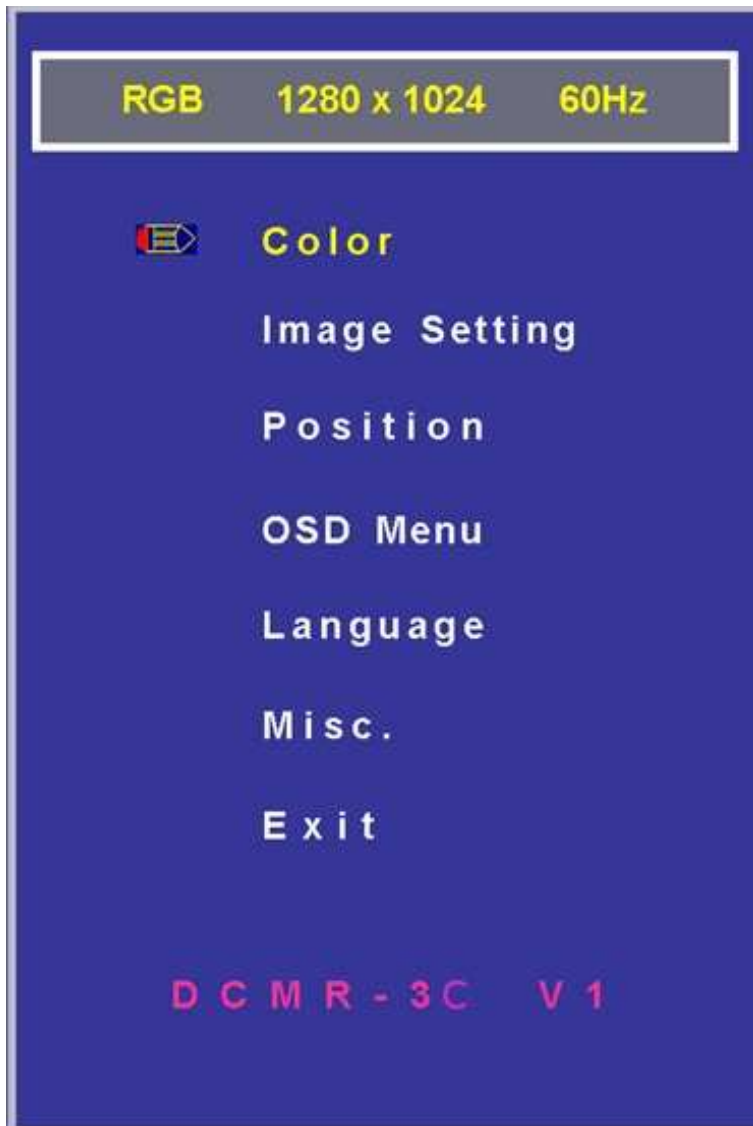 RGB 1280 x 1024 60Hz
Color
Image Setting
Position
OSD Menu
Language
Misc.
Exit
DCMR-3C V1